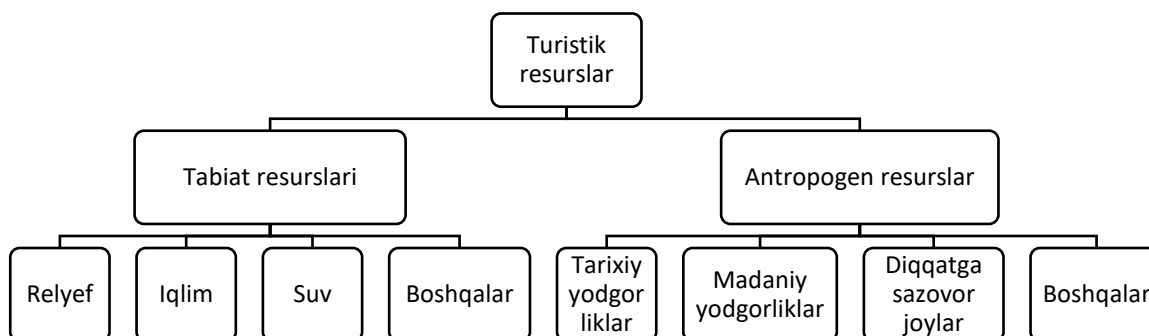 Turistik
resurslar
Tabiat resurslari
Antropogen resurslar
Relyef
Iqlim
Suv
Boshqalar
Tarixiy
yodgor
liklar
Madaniy
yodgorliklar
Diqqatga
sazovor
joylar
Boshqalar